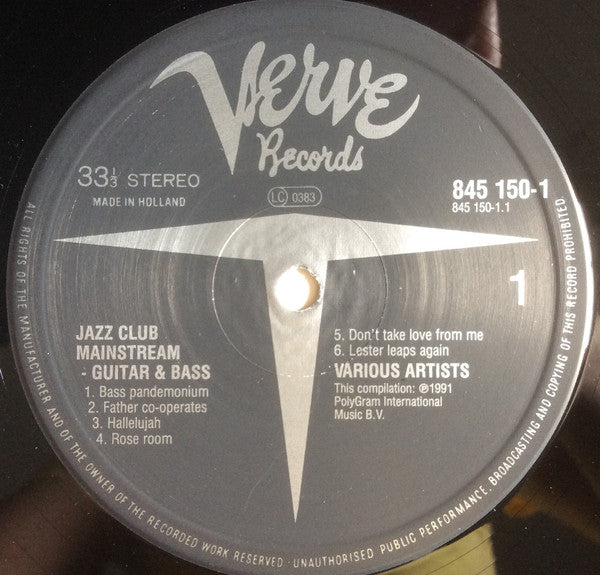 Verve
Records
33⅓ STEREO
MADE IN HOLLAND
LC 0383
845 150-1
845 150-1.1
1
JAZZ CLUB
MAINSTREAM
- GUITAR & BASS
1. Bass pandemonium
2. Father co-operates
3. Hallelujah
4. Rose room
5. Don't take love from me
6. Lester leaps again
VARIOUS ARTISTS
This compilation: ℗1991
PolyGram International
Music B.V.
ALL RIGHTS OF THE MANUFACTURER AND OF THE OWNER OF THE RECORDED WORK RESERVED · UNAUTHORISED PUBLIC PERFORMANCE, BROADCASTING AND COPYING OF THIS RECORD PROHIBITED